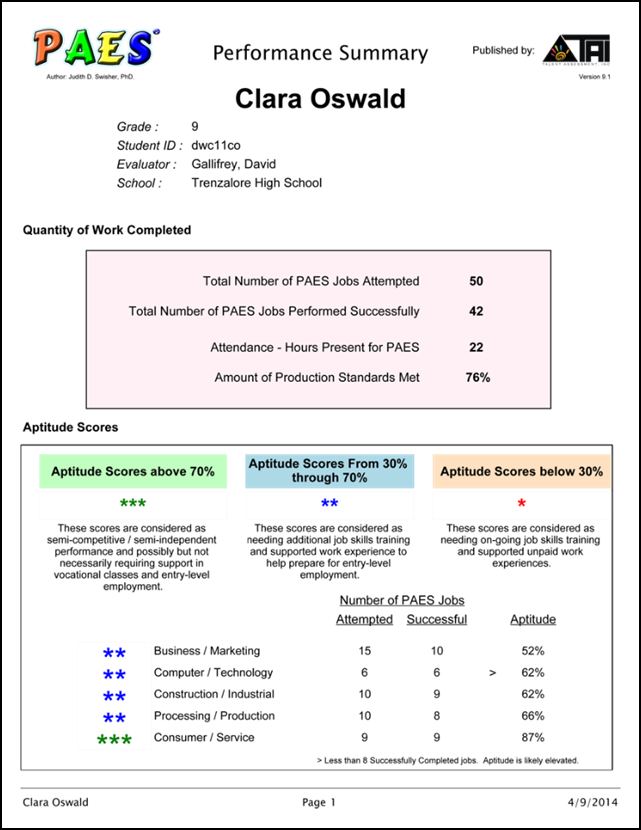 PAES®
Author: Judith D. Swisher, PhD.
Performance Summary
Published by:
ATAI
TALENT ASSESSMENT, INC
Version 9.1
Clara Oswald
Grade : 9
Student ID : dwc11co
Evaluator : Gallifrey, David
School : Trenzalore High School
Quantity of Work Completed
Total Number of PAES Jobs Attempted 50
Total Number of PAES Jobs Performed Successfully 42
Attendance - Hours Present for PAES 22
Amount of Production Standards Met 76%
Aptitude Scores
Aptitude Scores above 70%
***
These scores are considered as
semi-competitive / semi-independent
performance and possibly but not
necessarily requiring support in
vocational classes and entry-level
employment.
Aptitude Scores From 30%
through 70%
**
These scores are considered as
needing additional job skills training
and supported work experience to
help prepare for entry-level
employment.
Aptitude Scores below 30%
*
These scores are considered as
needing on-going job skills training
and supported unpaid work
experiences.
Number of PAES Jobs
Attempted Successful Aptitude
** Business / Marketing 15 10 52%
** Computer / Technology 6 6 > 62%
** Construction / Industrial 10 9 62%
** Processing / Production 10 8 66%
*** Consumer / Service 9 9 87%
> Less than 8 Successfully Completed jobs. Aptitude is likely elevated.
Clara Oswald Page 1 4/9/2014